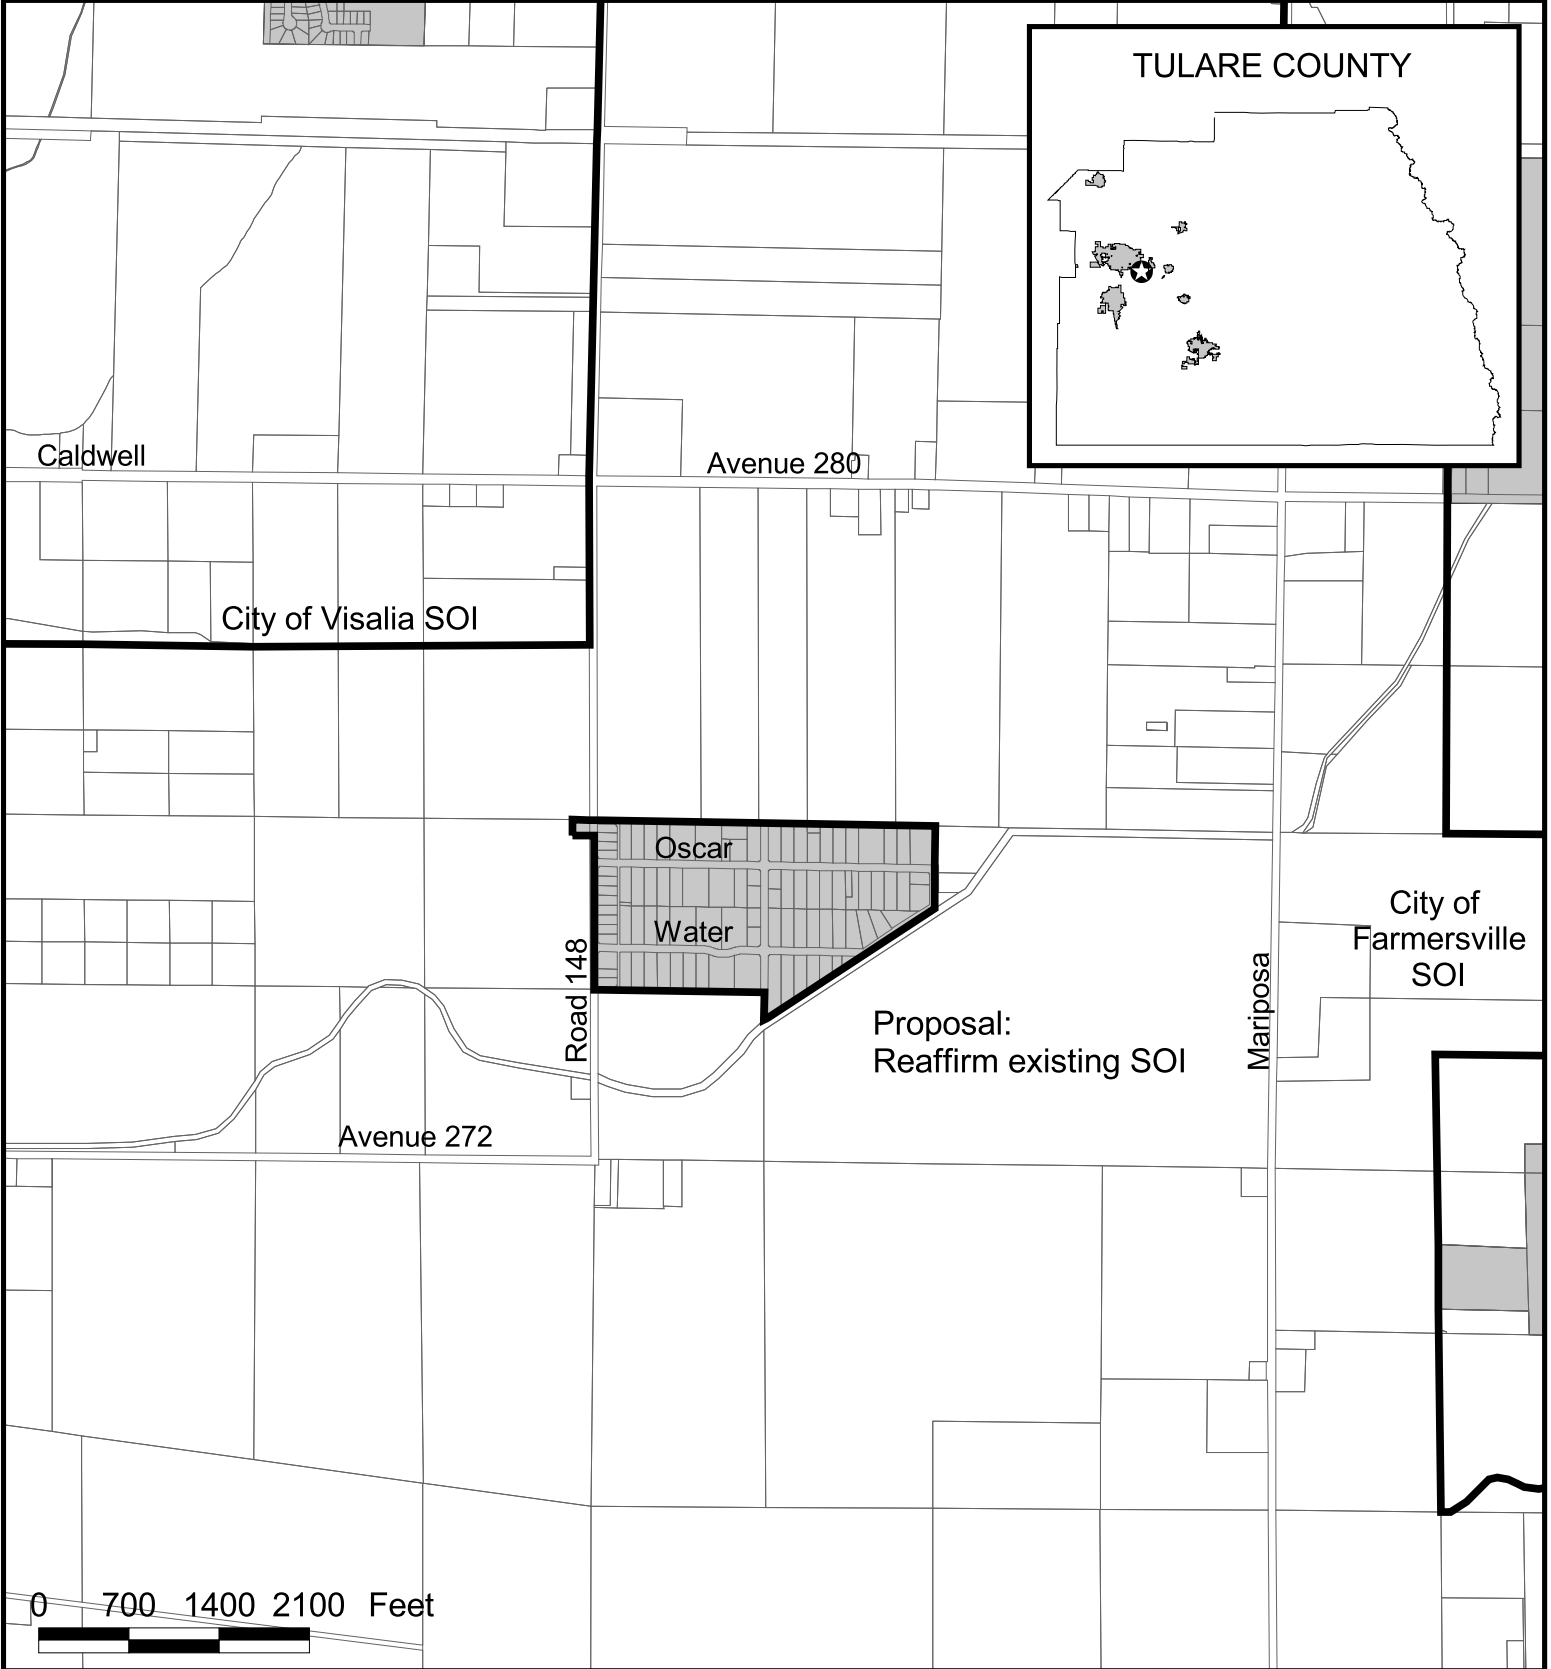 TULARE COUNTY
Caldwell
Avenue 280
City of Visalia SOI
Oscar
Water
Road 148
City of
Farmersville
SOI
Mariposa
Proposal:
Reaffirm existing SOI
Avenue 272
0 700 1400 2100 Feet